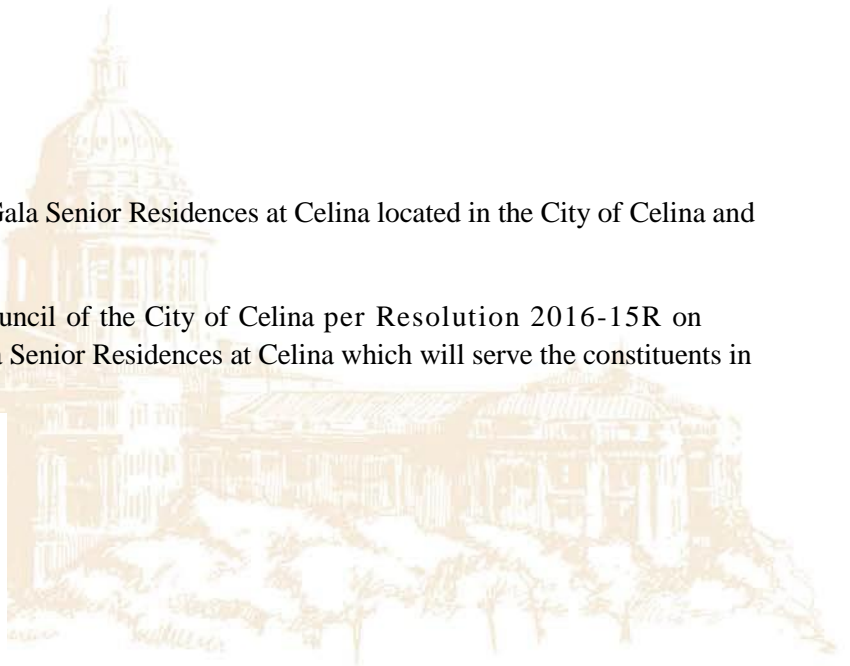 Gala Senior Residences at Celina located in the City of Celina and
uncil of the City of Celina per Resolution 2016-15R on
Senior Residences at Celina which will serve the constituents in